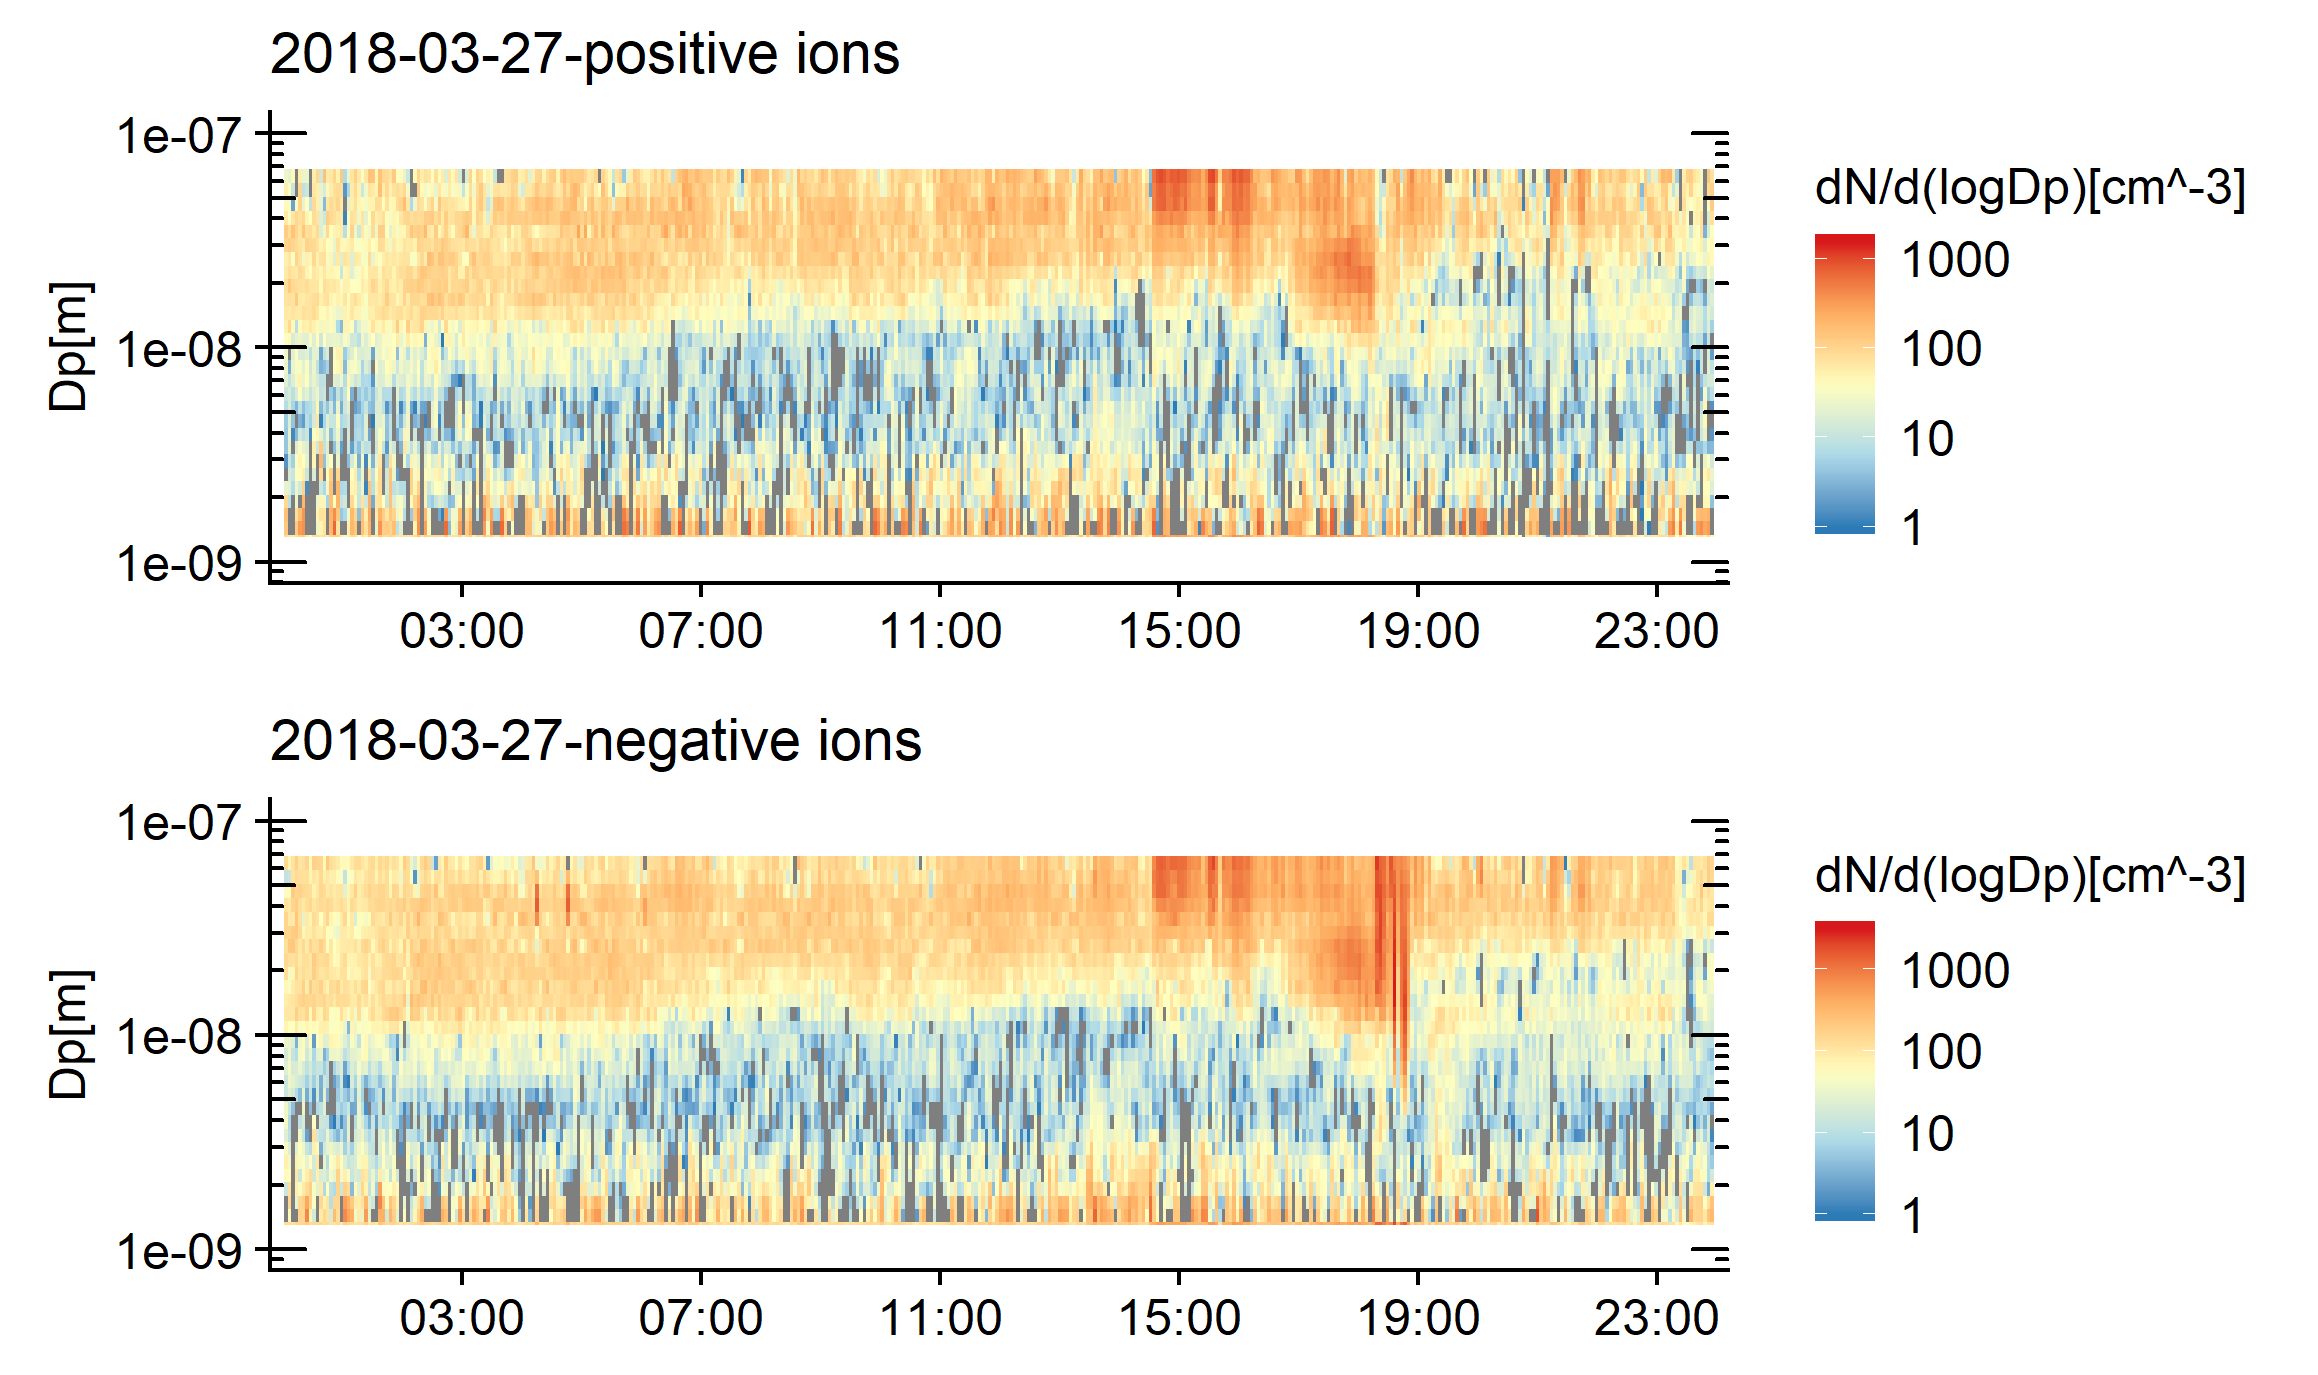 2018-03-27-positive ions
1e-07
1e-08
1e-09
Dp[m]
03:00 07:00 11:00 15:00 19:00 23:00
dN/d(logDp)[cm^-3]
1000
100
10
1
2018-03-27-negative ions
1e-07
1e-08
1e-09
Dp[m]
03:00 07:00 11:00 15:00 19:00 23:00
dN/d(logDp)[cm^-3]
1000
100
10
1